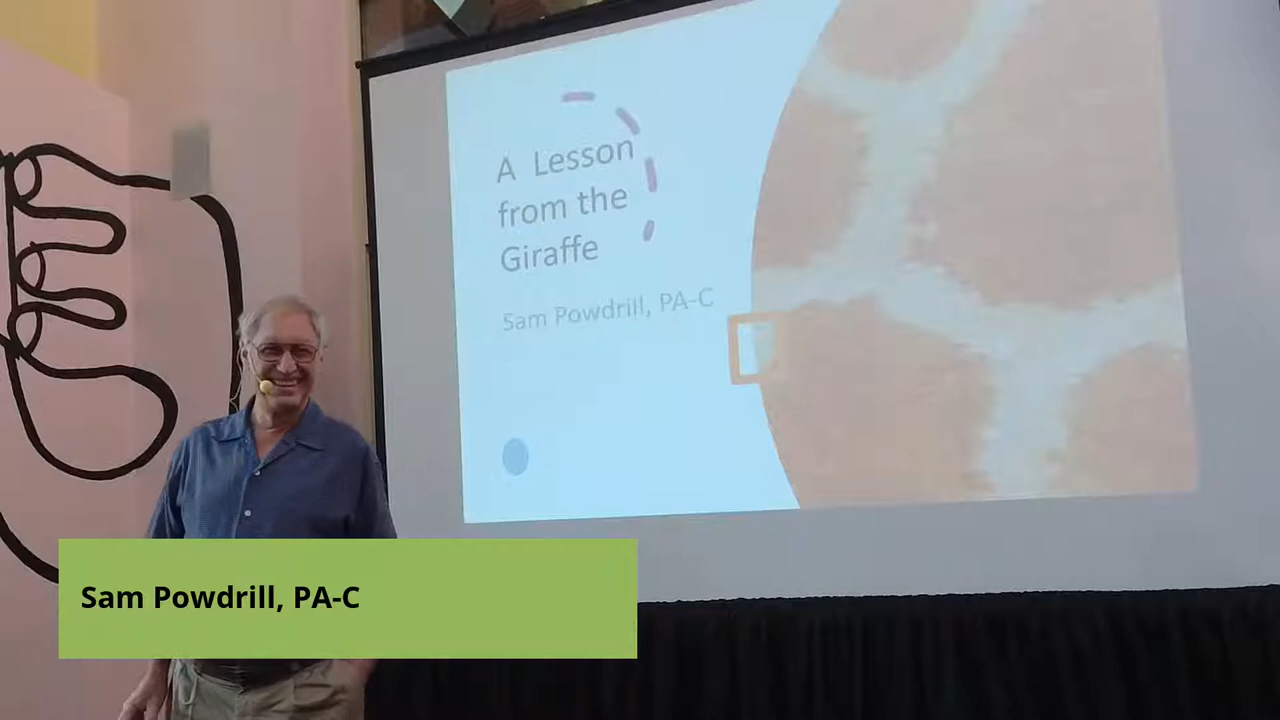 A Lesson
from the
Giraffe
Sam Powdrill, PA-C
Sam Powdrill, PA-C